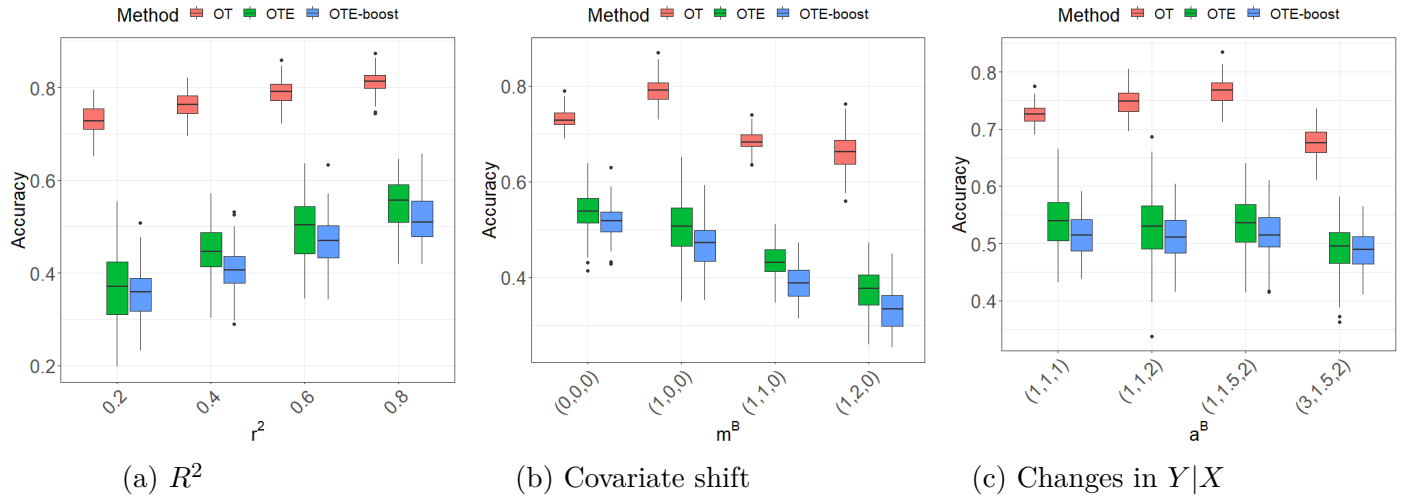 Method OT OTE OTE-boost
Accuracy
0.8
0.6
0.4
0.2
0.2 0.4 0.6 0.8
r²
(a) R²
Method OT OTE OTE-boost
Accuracy
0.8
0.6
0.4
(0,0,0) (1,0,0) (1,1,0) (1,2,0)
mᴮ
(b) Covariate shift
Method OT OTE OTE-boost
Accuracy
0.8
0.7
0.6
0.5
0.4
(1,1,1) (1,1,2) (1,1.5,2) (3,1.5,2)
aᴮ
(c) Changes in Y|X